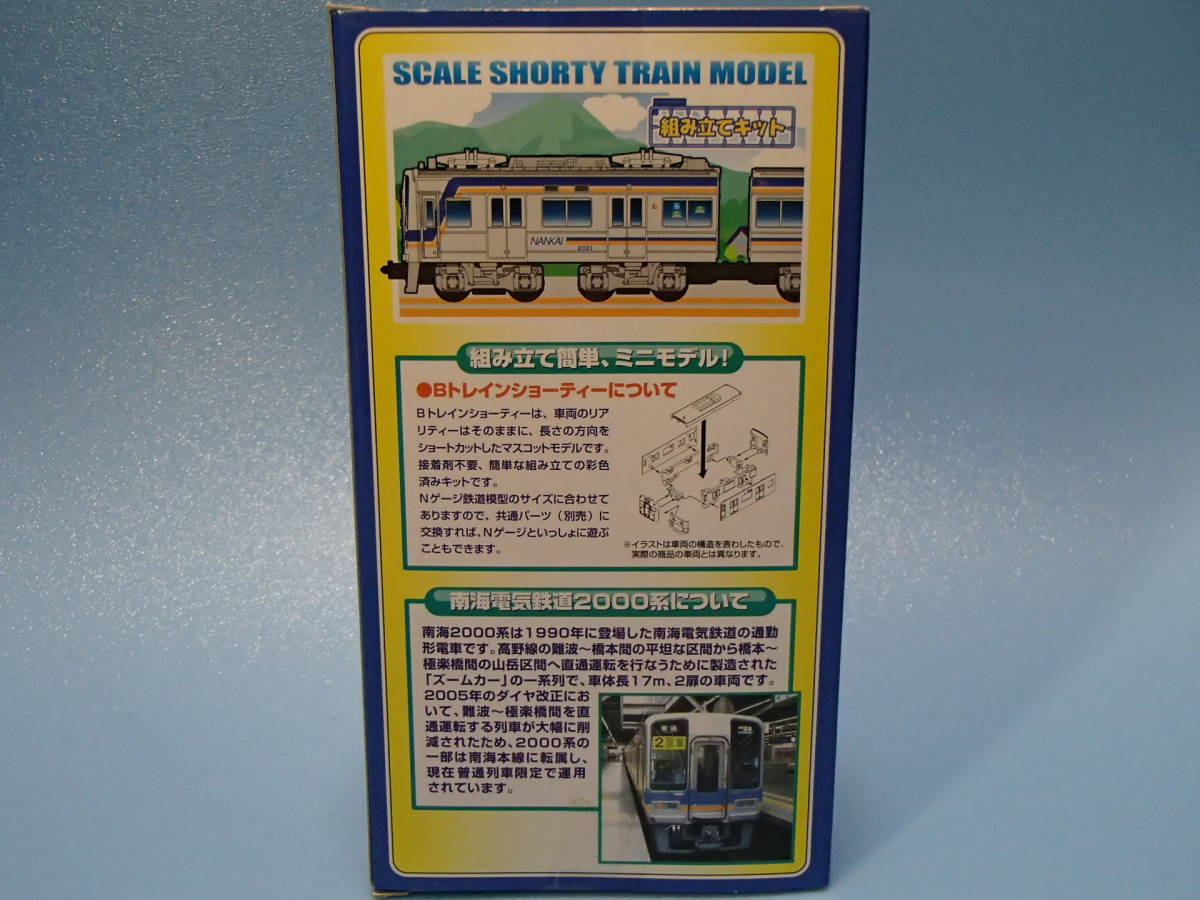 SCALE SHORTY TRAIN MODEL
組み立てキット
NANKAI
2021
組み立て簡単、ミニモデル!
●Bトレインショーティーについて
Bトレインショーティーは、車両のリア
リティーはそのままに、長さの方向を
ショートカットしたマスコットモデルです。
接着剤不要、簡単な組み立ての彩色
済みキットです。
Nゲージ鉄道模型のサイズに合わせて
ありますので、共通パーツ(別売)に
交換すれば、Nゲージといっしょに遊ぶ
こともできます。
※イラストは車両の構造を表わしたもので、
実際の商品の車両とは異なります。
南海電気鉄道2000系について
南海2000系は1990年に登場した南海電気鉄道の通勤
形電車です。高野線の難波~橋本間の平坦な区間から橋本~
極楽橋間の山岳区間へ直通運転を行なうために製造された
「ズームカー」の一系列で、車体長17m、2扉の車両です。
2005年のダイヤ改正にお
いて、難波~極楽橋間を直
通運転する列車が大幅に削
減されたため、2000系の
一部は南海本線に転属し、
現在普通列車限定で運用
されています。
普通
2扉車